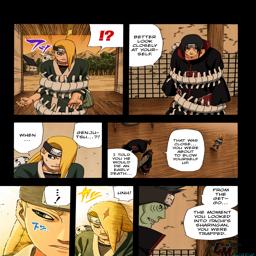 !?
BETTER
LOOK
CLOSELY
AT YOUR-
SELF.
WHEN
...
GENJU-
TSU...?!
THAT WAS
CLOSE.
YOU WERE
ABOUT TO
BLOW
YOURSELF
UP.
I TOLD
YOU HE
WOULD DIE
AN EARLY
DEATH...
...!
UNH!
FROM
THE
GET-
GO...
THE MOMENT
YOU LOOKED
INTO
ITACHI'S
SHARINGAN,
YOU WERE
TRAPPED.